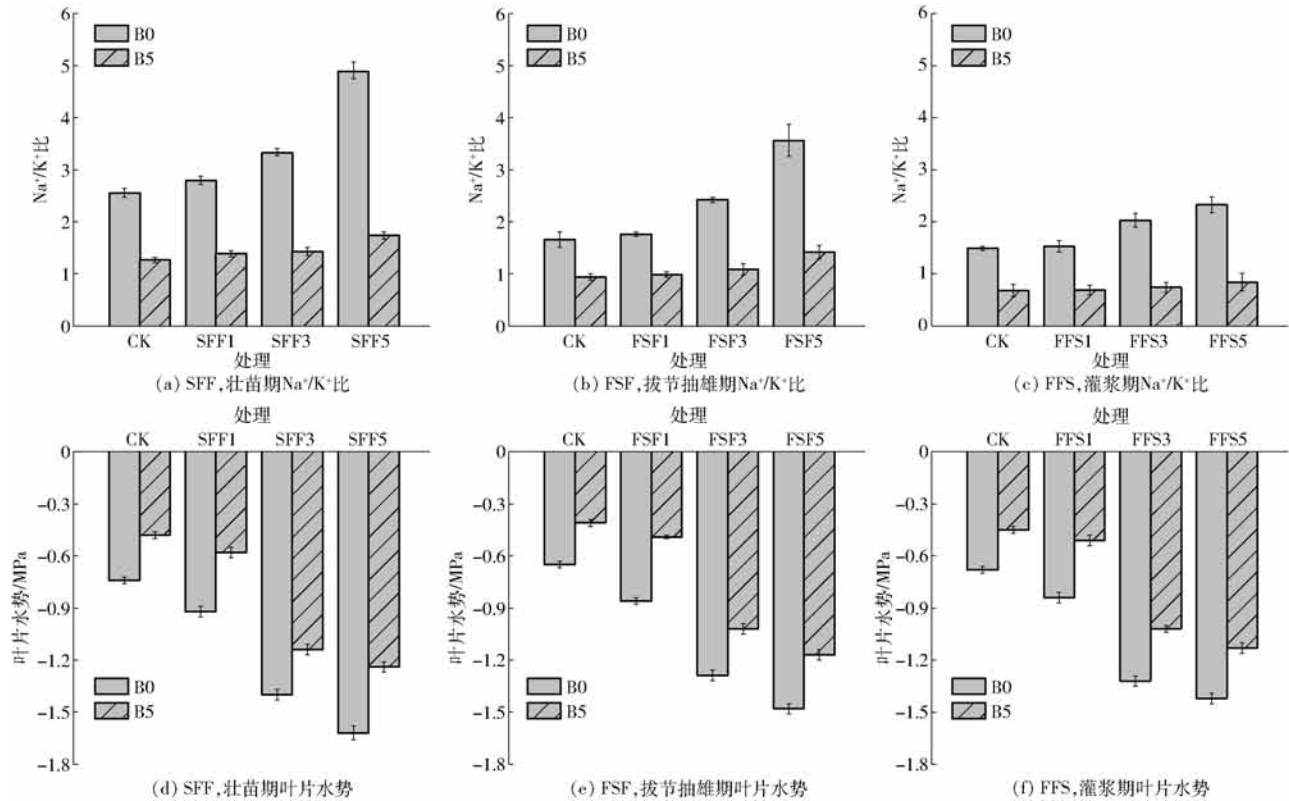 6
5
4
3
2
1
0
Na⁺/K⁺比
B0
B5
CK SFF1 SFF3 SFF5
处理
(a) SFF,壮苗期Na⁺/K⁺比
6
5
4
3
2
1
0
Na⁺/K⁺比
B0
B5
CK FSF1 FSF3 FSF5
处理
(b) FSF,拔节抽雄期Na⁺/K⁺比
6
5
4
3
2
1
0
Na⁺/K⁺比
B0
B5
CK FFS1 FFS3 FFS5
处理
(c) FFS,灌浆期Na⁺/K⁺比
处理
CK SFF1 SFF3 SFF5
0
-0.3
-0.6
-0.9
-1.2
-1.5
-1.8
叶片水势/MPa
B0
B5
(d) SFF,壮苗期叶片水势
处理
CK FSF1 FSF3 FSF5
0
-0.3
-0.6
-0.9
-1.2
-1.5
-1.8
叶片水势/MPa
B0
B5
(e) FSF,拔节抽雄期叶片水势
处理
CK FFS1 FFS3 FFS5
0
-0.3
-0.6
-0.9
-1.2
-1.5
-1.8
叶片水势/MPa
B0
B5
(f) FFS,灌浆期叶片水势